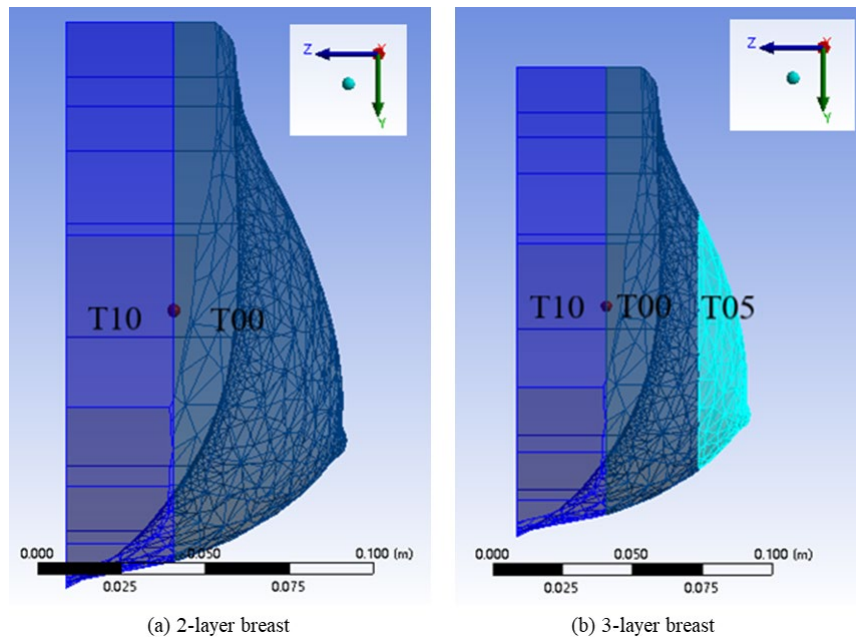 Z
X
Y
T10 T00
0.000 0.050 0.100 (m)
0.025 0.075
(a) 2-layer breast
Z
X
Y
T10 T00 T05
0.000 0.050 0.100 (m)
0.025 0.075
(b) 3-layer breast